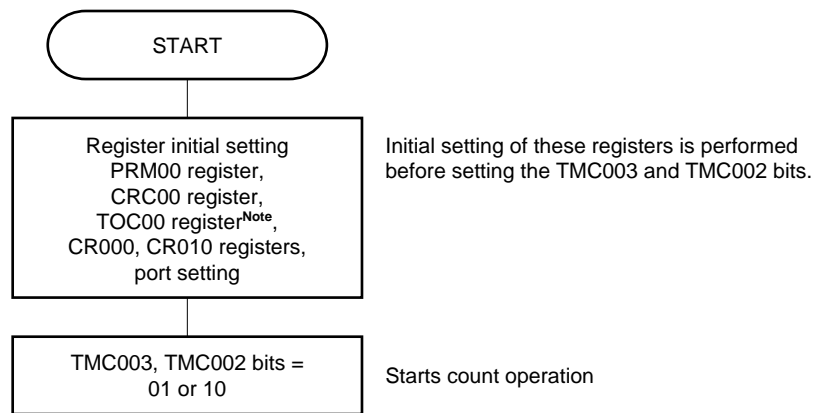 START
Register initial setting
PRM00 register,
CRC00 register,
TOC00 registerNote,
CR000, CR010 registers,
port setting
Initial setting of these registers is performed
before setting the TMC003 and TMC002 bits.
TMC003, TMC002 bits =
01 or 10
Starts count operation